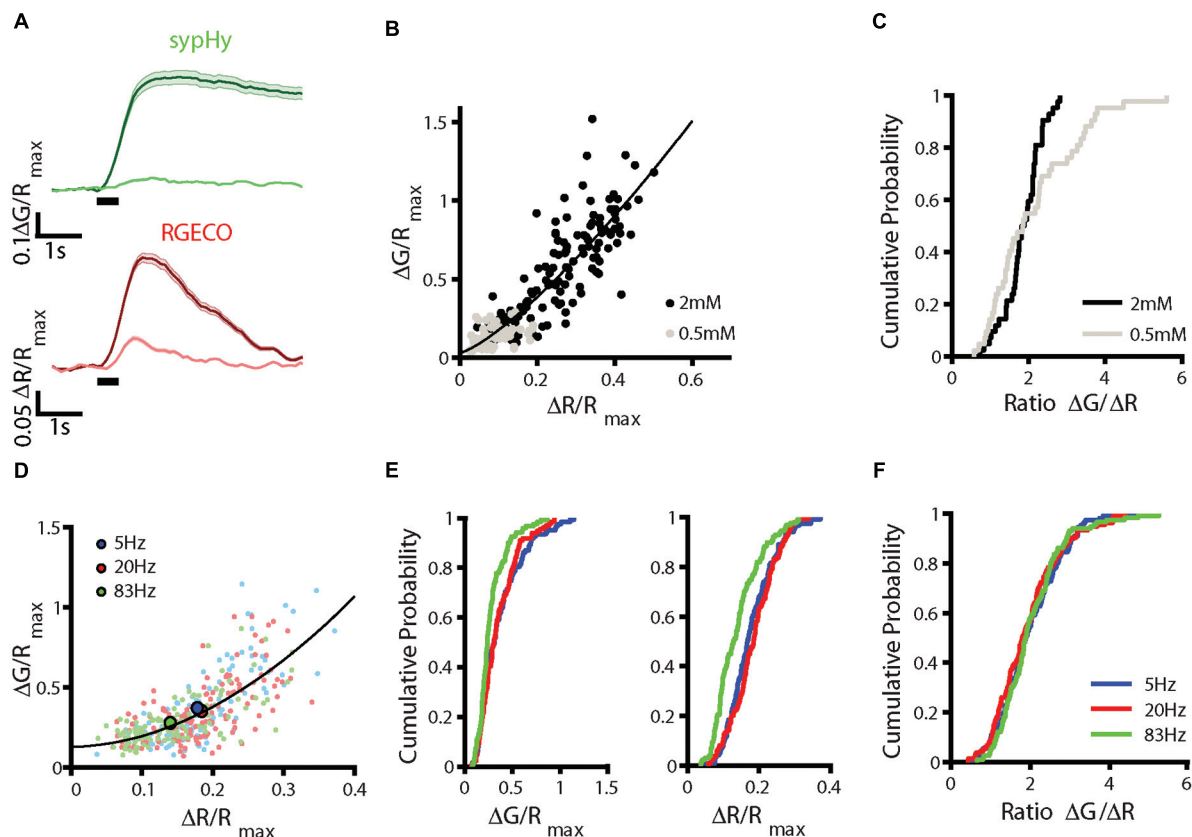 A
sypHy
0.1ΔG/R max
1s
RGECO
0.05 ΔR/R max
1s
B
ΔG/R max
1.5
1
0.5
0
0
0.2
0.4
0.6
ΔR/R max
2mM
0.5mM
C
Cumulative Probability
1
0.8
0.6
0.4
0.2
0
0
2
4
6
Ratio ΔG/ΔR
2mM
0.5mM
D
ΔG/R max
1.5
1
0.5
0
0
0.1
0.2
0.3
0.4
ΔR/R max
5Hz
20Hz
83Hz
E
Cumulative Probability
1
0.8
0.6
0.4
0.2
0
0
0.5
1
1.5
ΔG/R max
Cumulative Probability
1
0.8
0.6
0.4
0.2
0
0
0.2
0.4
ΔR/R max
F
Cumulative Probability
1
0.8
0.6
0.4
0.2
0
0
2
4
6
Ratio ΔG/ΔR
5Hz
20Hz
83Hz